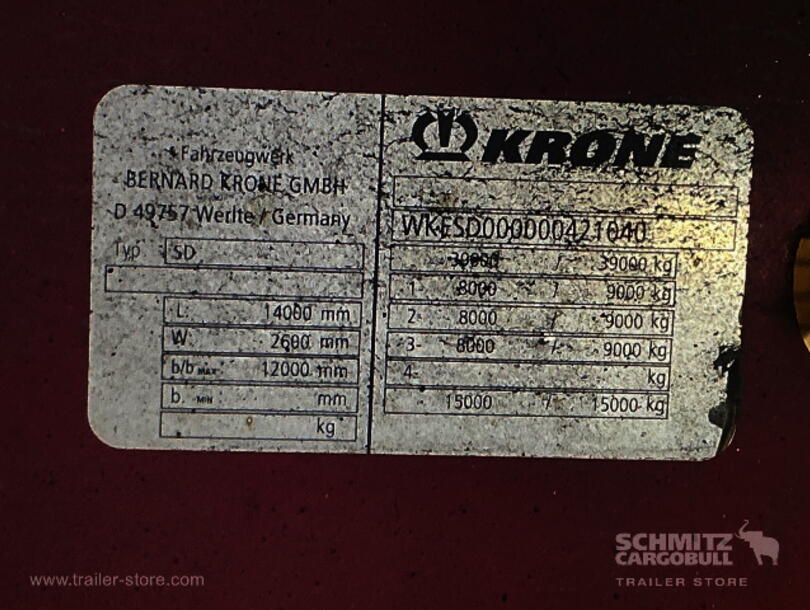 Fahrzeugwerk
BERNARD KRONE GMBH
D 49757 Werlte / Germany
Typ SD
L: 14000 mm
W: 2600 mm
b/b MAX 12000 mm
b. MIN mm
kg
KRONE
WKESD000000421040
39000 / 39000 kg
1- 8000 / 9000 kg
2- 8000 / 9000 kg
3- 8000 / 9000 kg
4- kg
- 15000 / 15000 kg
www.trailer-store.com
SCHMITZ
CARGOBULL
TRAILER STORE